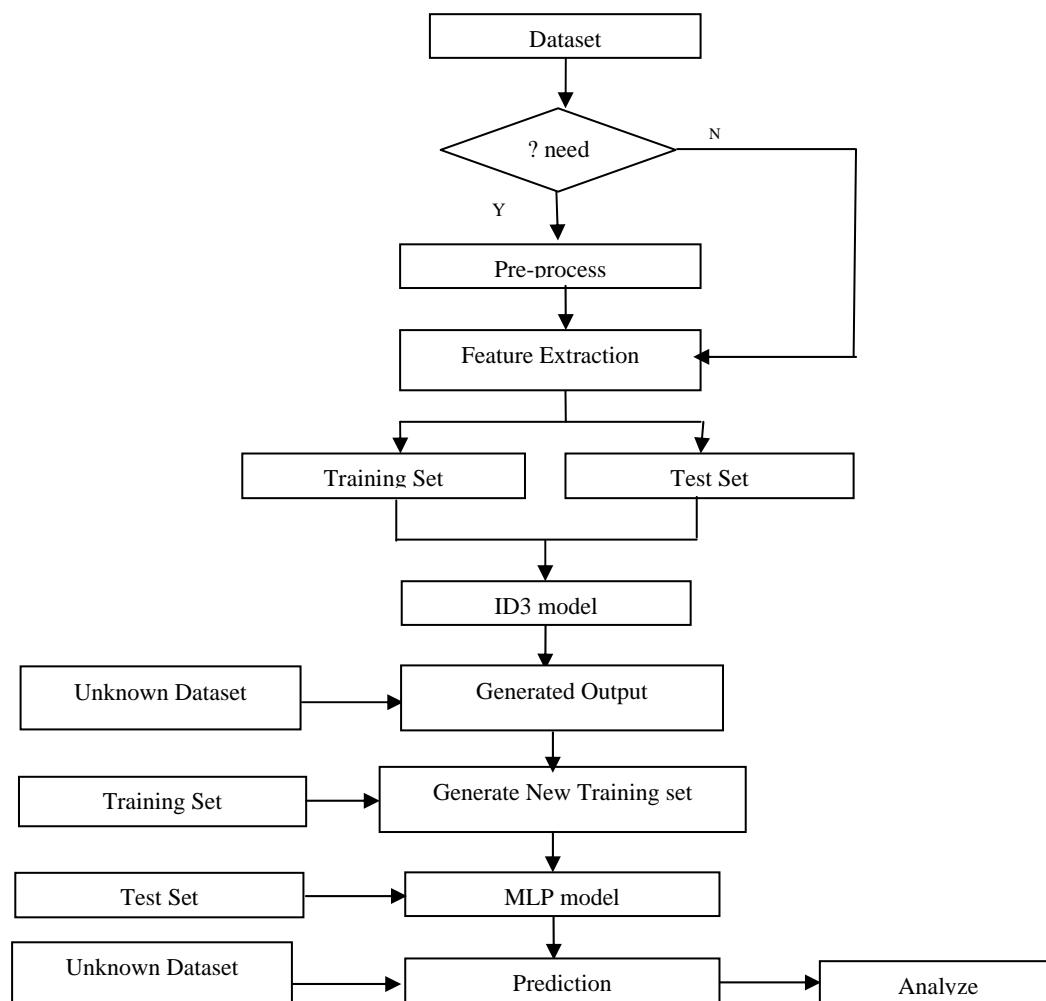 Dataset
? need
N
Y
Pre-process
Feature Extraction
Training Set
Test Set
ID3 model
Unknown Dataset
Generated Output
Training Set
Generate New Training set
Test Set
MLP model
Unknown Dataset
Prediction
Analyze